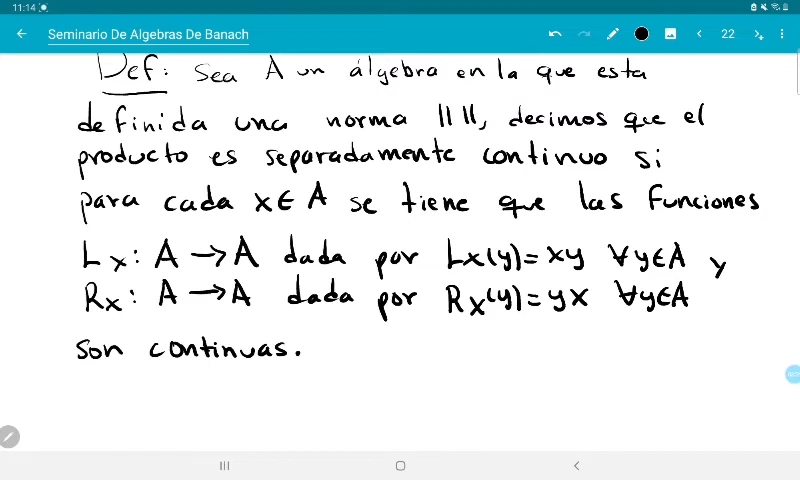 11:14
Seminario De Algebras De Banach
22
Def: Sea A un álgebra en la que esta
definida una norma || ||, decimos que el
producto es separadamente continuo si
para cada x∈A se tiene que las funciones
Lx: A → A dada por Lx(y)=xy ∀y∈A y
Rx: A → A dada por Rx(y)=yx ∀y∈A
son continuas.